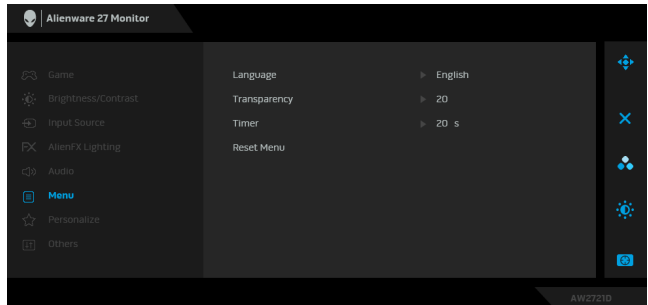 Alienware 27 Monitor
Game
Brightness/Contrast
Input Source
AlienFX Lighting
Audio
Menu
Personalize
Others
Language English
Transparency 20
Timer 20 s
Reset Menu
AW2721D